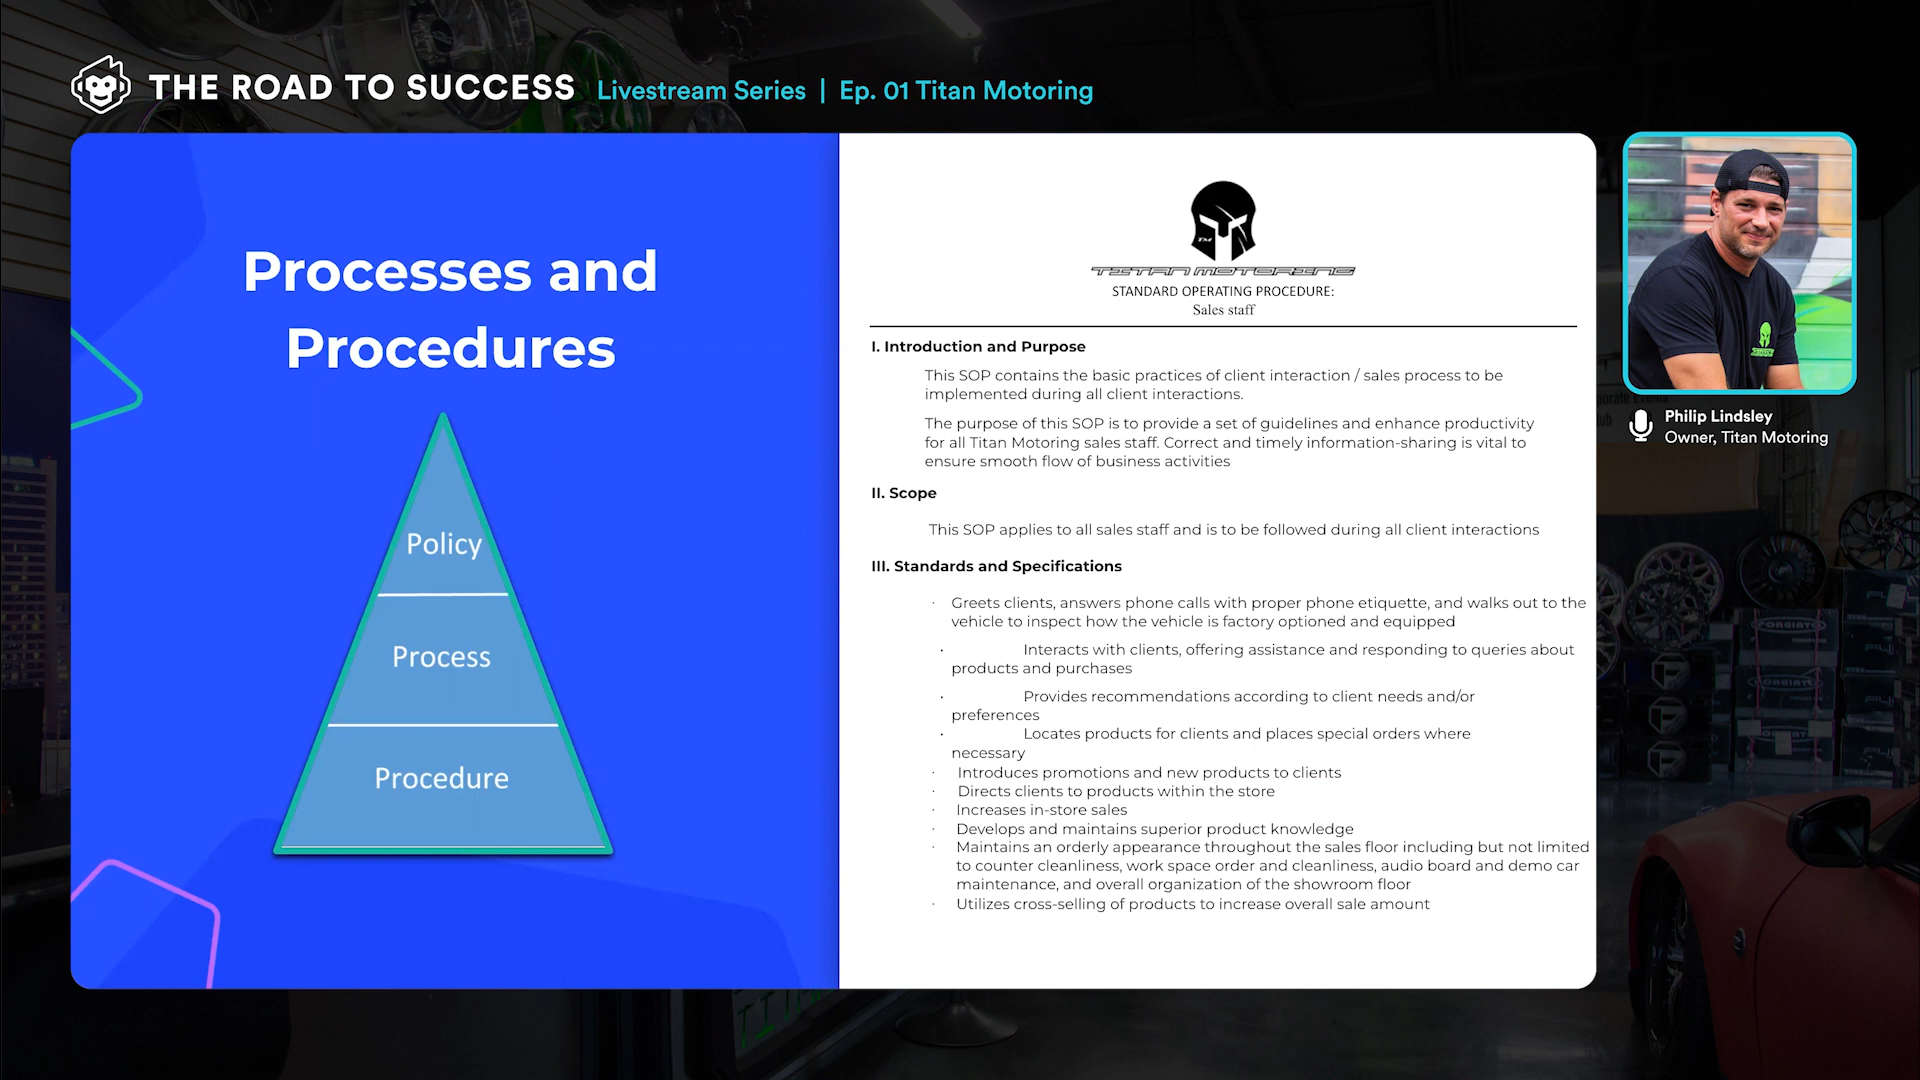 THE ROAD TO SUCCESS Livestream Series | Ep. 01 Titan Motoring
Processes and
Procedures
Policy
Process
Procedure
TITAN MOTORING
STANDARD OPERATING PROCEDURE:
Sales staff
I. Introduction and Purpose
This SOP contains the basic practices of client interaction / sales process to be
implemented during all client interactions.
The purpose of this SOP is to provide a set of guidelines and enhance productivity
for all Titan Motoring sales staff. Correct and timely information-sharing is vital to
ensure smooth flow of business activities
II. Scope
This SOP applies to all sales staff and is to be followed during all client interactions
III. Standards and Specifications
· Greets clients, answers phone calls with proper phone etiquette, and walks out to the
vehicle to inspect how the vehicle is factory optioned and equipped
· Interacts with clients, offering assistance and responding to queries about
products and purchases
· Provides recommendations according to client needs and/or
preferences
· Locates products for clients and places special orders where
necessary
· Introduces promotions and new products to clients
· Directs clients to products within the store
· Increases in-store sales
· Develops and maintains superior product knowledge
· Maintains an orderly appearance throughout the sales floor including but not limited
to counter cleanliness, work space order and cleanliness, audio board and demo car
maintenance, and overall organization of the showroom floor
· Utilizes cross-selling of products to increase overall sale amount
Philip Lindsley
Owner, Titan Motoring